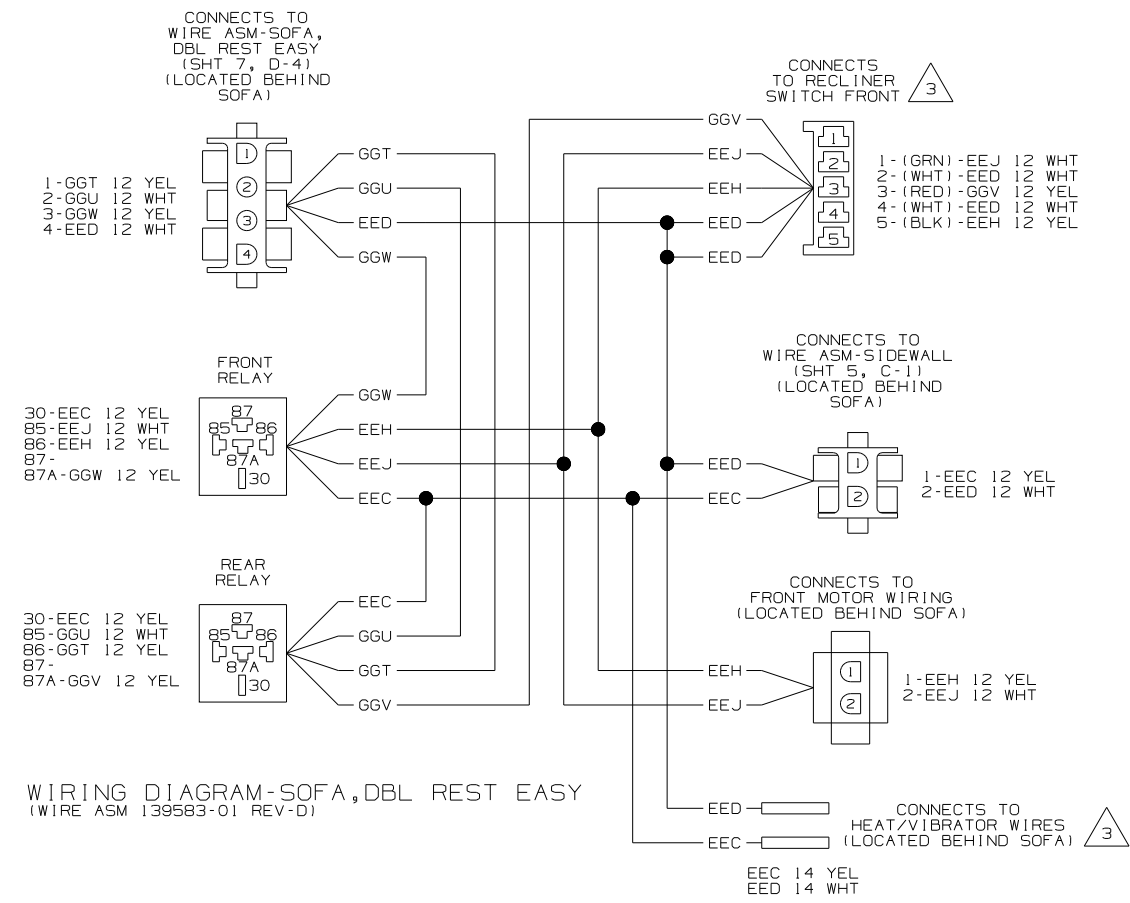 CONNECTS TO
WIRE ASM-SOFA,
DBL REST EASY
(SHT 7, D-4)
(LOCATED BEHIND
SOFA)
1
2
3
4
1-GGT 12 YEL
2-GGU 12 WHT
3-GGW 12 YEL
4-EED 12 WHT
GGT
GGU
EED
GGW
CONNECTS
TO RECLINER
SWITCH FRONT
3
GGV
EEJ
EEH
EED
EED
1
2
3
4
5
1-(GRN)-EEJ 12 WHT
2-(WHT)-EED 12 WHT
3-(RED)-GGV 12 YEL
4-(WHT)-EED 12 WHT
5-(BLK)-EEH 12 YEL
FRONT
RELAY
30-EEC 12 YEL
85-EEJ 12 WHT
86-EEH 12 YEL
87-
87A-GGW 12 YEL
87
85 86
87A
30
GGW
EEH
EEJ
EEC
CONNECTS TO
WIRE ASM-SIDEWALL
(SHT 5, C-1)
(LOCATED BEHIND
SOFA)
EED
EEC
1
2
1-EEC 12 YEL
2-EED 12 WHT
REAR
RELAY
30-EEC 12 YEL
85-GGU 12 WHT
86-GGT 12 YEL
87-
87A-GGV 12 YEL
87
85 86
87A
30
EEC
GGU
GGT
GGV
CONNECTS TO
FRONT MOTOR WIRING
(LOCATED BEHIND SOFA)
EEH
EEJ
1
2
1-EEH 12 YEL
2-EEJ 12 WHT
WIRING DIAGRAM-SOFA,DBL REST EASY
(WIRE ASM 139583-01 REV-D)
EED
EEC
CONNECTS TO
HEAT/VIBRATOR WIRES
(LOCATED BEHIND SOFA)
3
EEC 14 YEL
EED 14 WHT